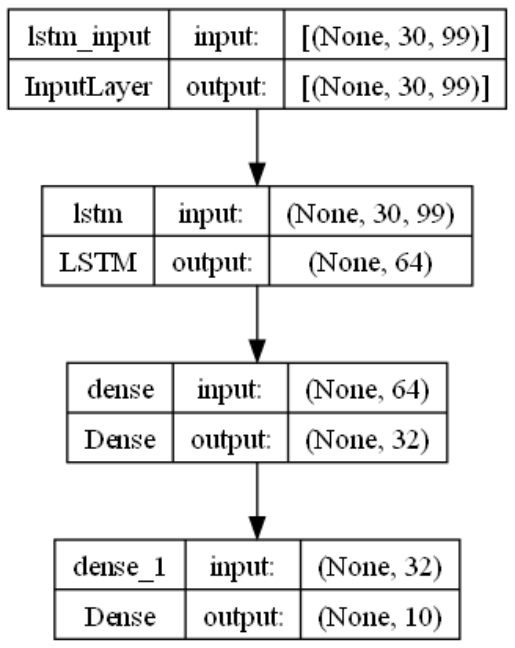 lstm_input input: [(None, 30, 99)]
InputLayer output: [(None, 30, 99)]
lstm input: (None, 30, 99)
LSTM output: (None, 64)
dense input: (None, 64)
Dense output: (None, 32)
dense_1 input: (None, 32)
Dense output: (None, 10)